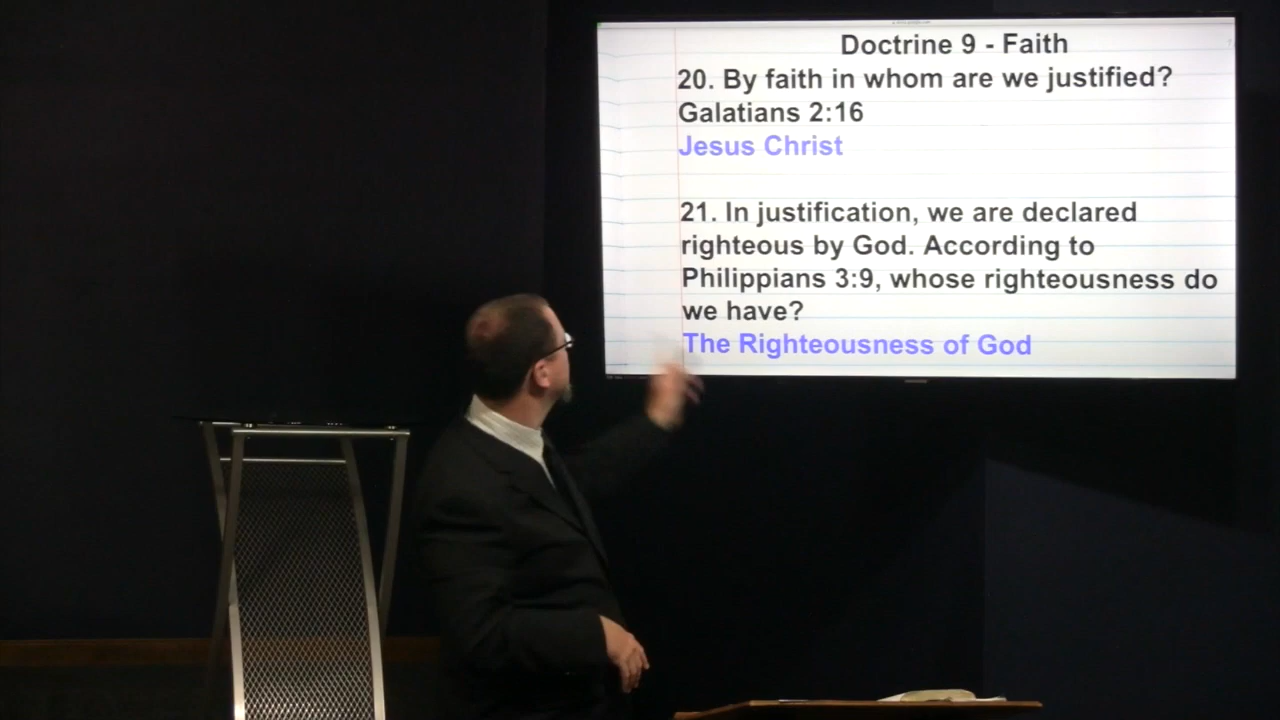 Doctrine 9 - Faith
20. By faith in whom are we justified?
Galatians 2:16
Jesus Christ
21. In justification, we are declared
righteous by God. According to
Philippians 3:9, whose righteousness do
we have?
The Righteousness of God